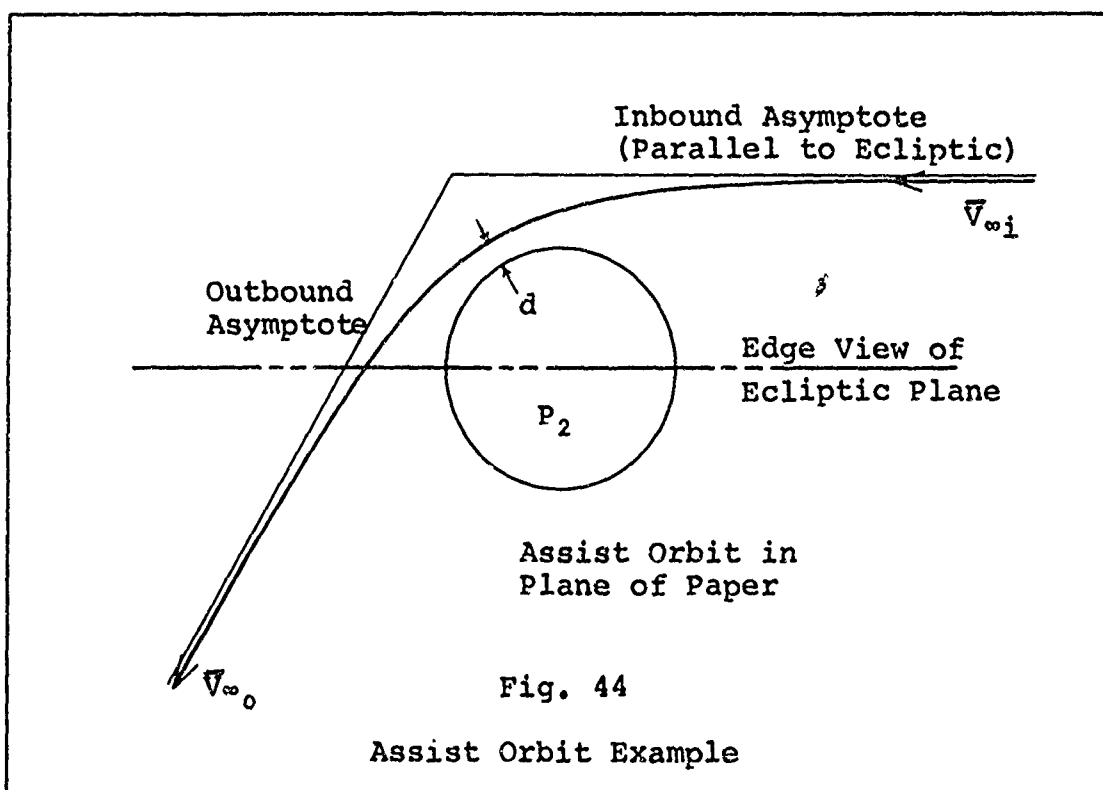 Inbound Asymptote
(Parallel to Ecliptic)
V̅∞i
Outbound
Asymptote
d
Edge View of
Ecliptic Plane
P₂
Assist Orbit in
Plane of Paper
V̅∞o
Fig. 44
Assist Orbit Example